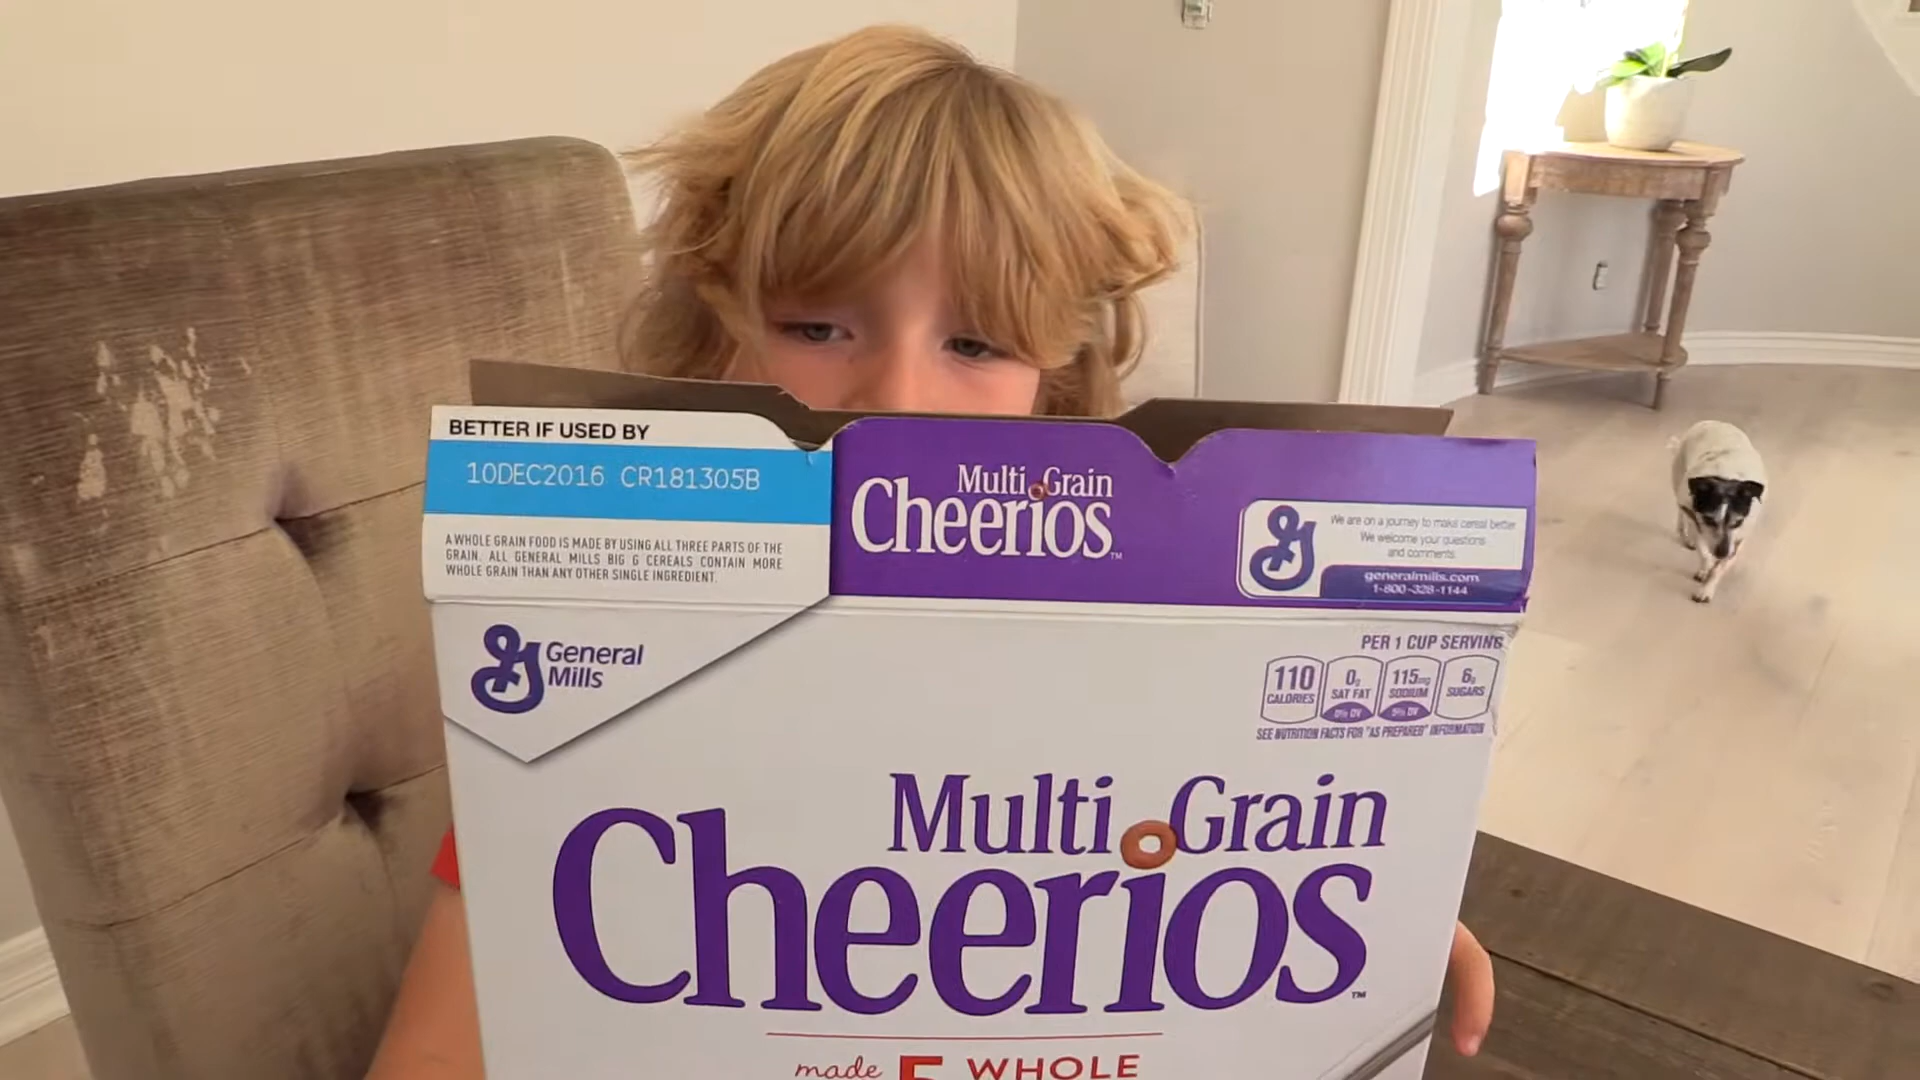 BETTER IF USED BY
10DEC2016 CR181305B
A WHOLE GRAIN FOOD IS MADE BY USING ALL THREE PARTS OF THE
GRAIN. ALL GENERAL MILLS BIG G CEREALS CONTAIN MORE
WHOLE GRAIN THAN ANY OTHER SINGLE INGREDIENT.
Multi Grain
Cheerios™
G
We are on a journey to make cereal better
We welcome your questions
and comments.
generalmills.com
1-800-328-1144
G General
Mills
PER 1 CUP SERVING
110 CALORIES
0g SAT FAT 0% DV
115mg SODIUM 5% DV
6g SUGARS
SEE NUTRITION FACTS FOR "AS PREPARED" INFORMATION
Multi Grain
Cheerios™
made 5 WHOLE